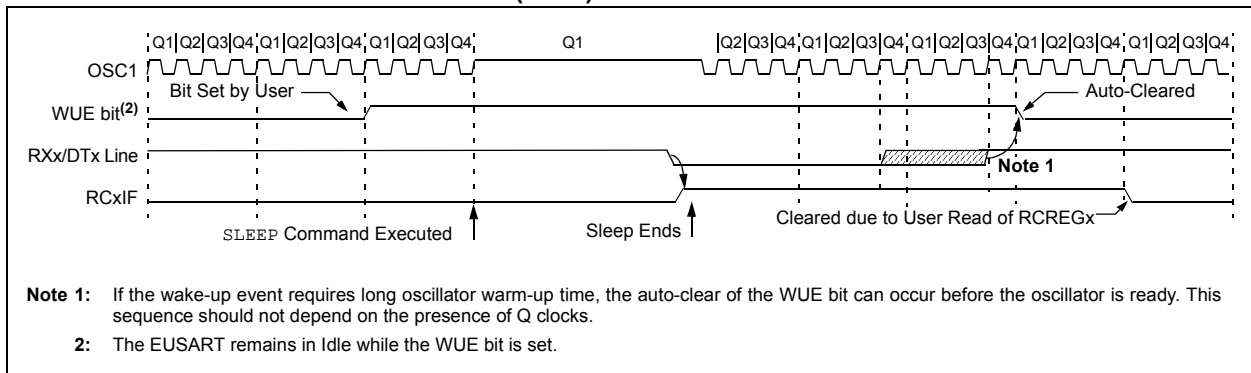 Q1 Q2 Q3 Q4 Q1 Q2 Q3 Q4 Q1 Q2 Q3 Q4 Q1 Q2 Q3 Q4 Q1 Q2 Q3 Q4 Q1 Q2 Q3 Q4 Q1 Q2 Q3 Q4 Q1 Q2 Q3 Q4
OSC1
Bit Set by User
Auto-Cleared
WUE bit(2)
RXx/DTx Line
Note 1
RCxIF
Cleared due to User Read of RCREGx
SLEEP Command Executed
Sleep Ends
Note 1: If the wake-up event requires long oscillator warm-up time, the auto-clear of the WUE bit can occur before the oscillator is ready. This
sequence should not depend on the presence of Q clocks.
2: The EUSART remains in Idle while the WUE bit is set.